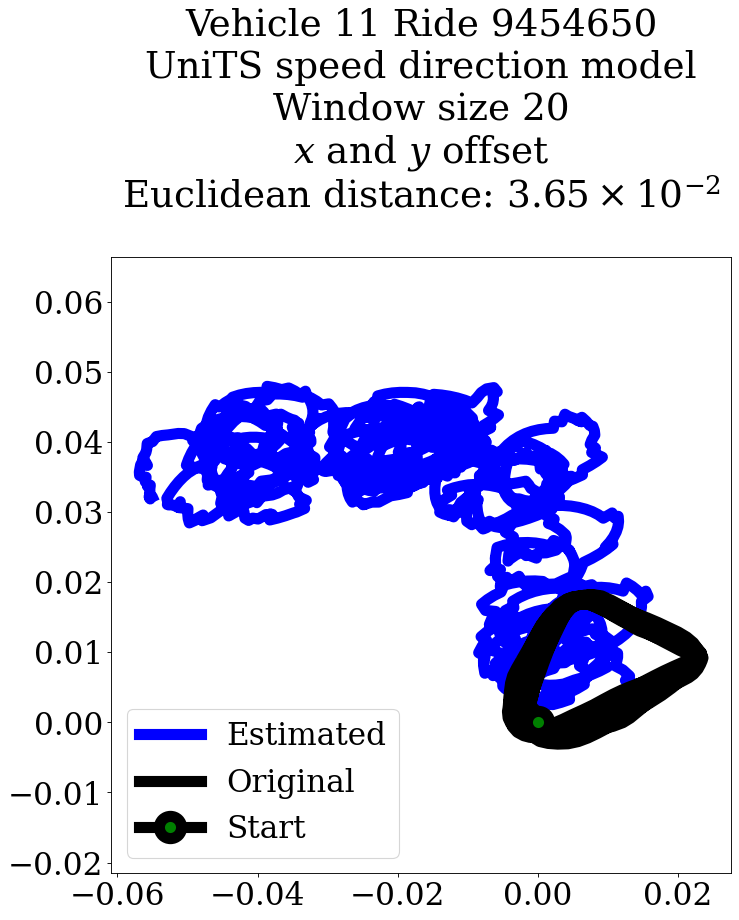 Vehicle 11 Ride 9454650
UniTS speed direction model
Window size 20
x and y offset
Euclidean distance: 3.65 × 10⁻²
0.06
0.05
0.04
0.03
0.02
0.01
0.00
−0.01
−0.02
Estimated
Original
Start
−0.06
−0.04
−0.02
0.00
0.02